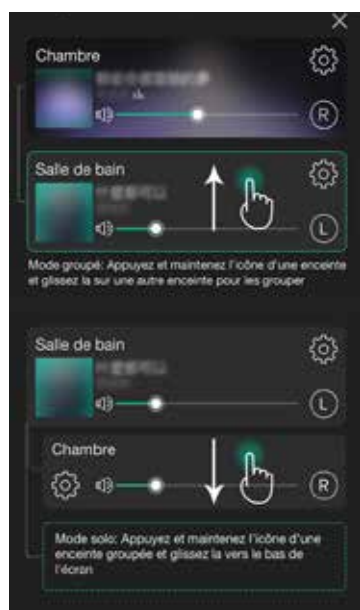 Chambre
R
Salle de bain
L
Mode groupé: Appuyez et maintenez l'icône d'une enceinte
et glissez la sur une autre enceinte pour les grouper
Salle de bain
L
Chambre
R
Mode solo: Appuyez et maintenez l'icône d'une
enceinte groupée et glissez la vers le bas de
l'écran